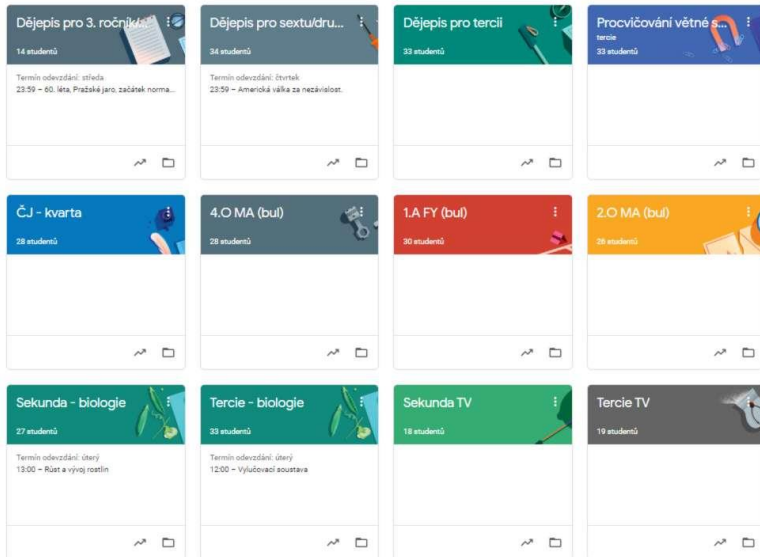 Dějepis pro 3. ročník/...
14 studentů
Termín odevzdání: středa
23:59 – 60. léta, Pražské jaro, začátek norma...
Dějepis pro sextu/dru...
34 studentů
Termín odevzdání: čtvrtek
23:59 – Americká válka za nezávislost.
Dějepis pro tercii
33 studentů
Procvičování větné s...
tercie
33 studentů
ČJ - kvarta
28 studentů
4.O MA (bul)
28 studentů
1.A FY (bul)
30 studentů
2.O MA (bul)
28 studentů
Sekunda - biologie
27 studentů
Termín odevzdání: úterý
13:00 – Růst a vývoj rostlin
Tercie - biologie
33 studentů
Termín odevzdání: úterý
12:00 – Vylučovací soustava
Sekunda TV
18 studentů
Tercie TV
19 studentů